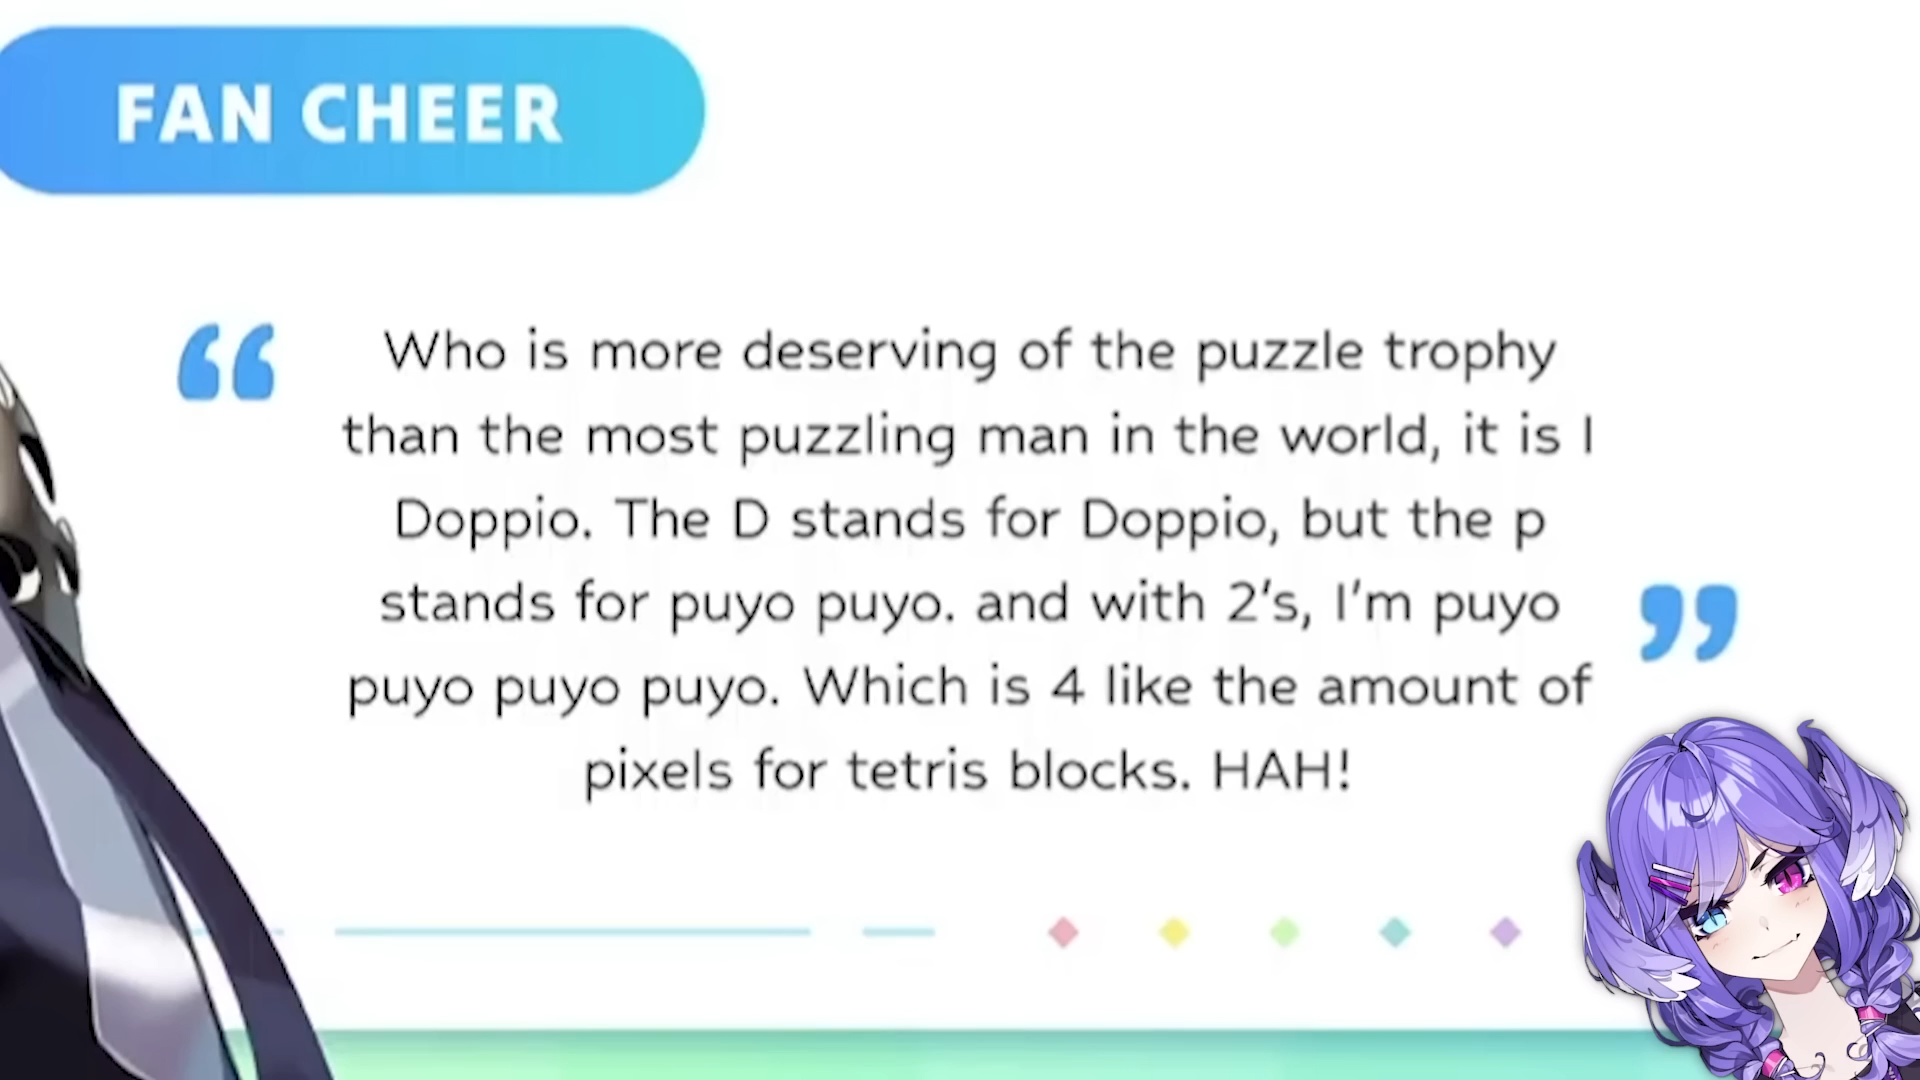 FAN CHEER
“ Who is more deserving of the puzzle trophy
than the most puzzling man in the world, it is I
Doppio. The D stands for Doppio, but the p
stands for puyo puyo. and with 2's, I'm puyo
puyo puyo puyo. Which is 4 like the amount of
pixels for tetris blocks. HAH! ”